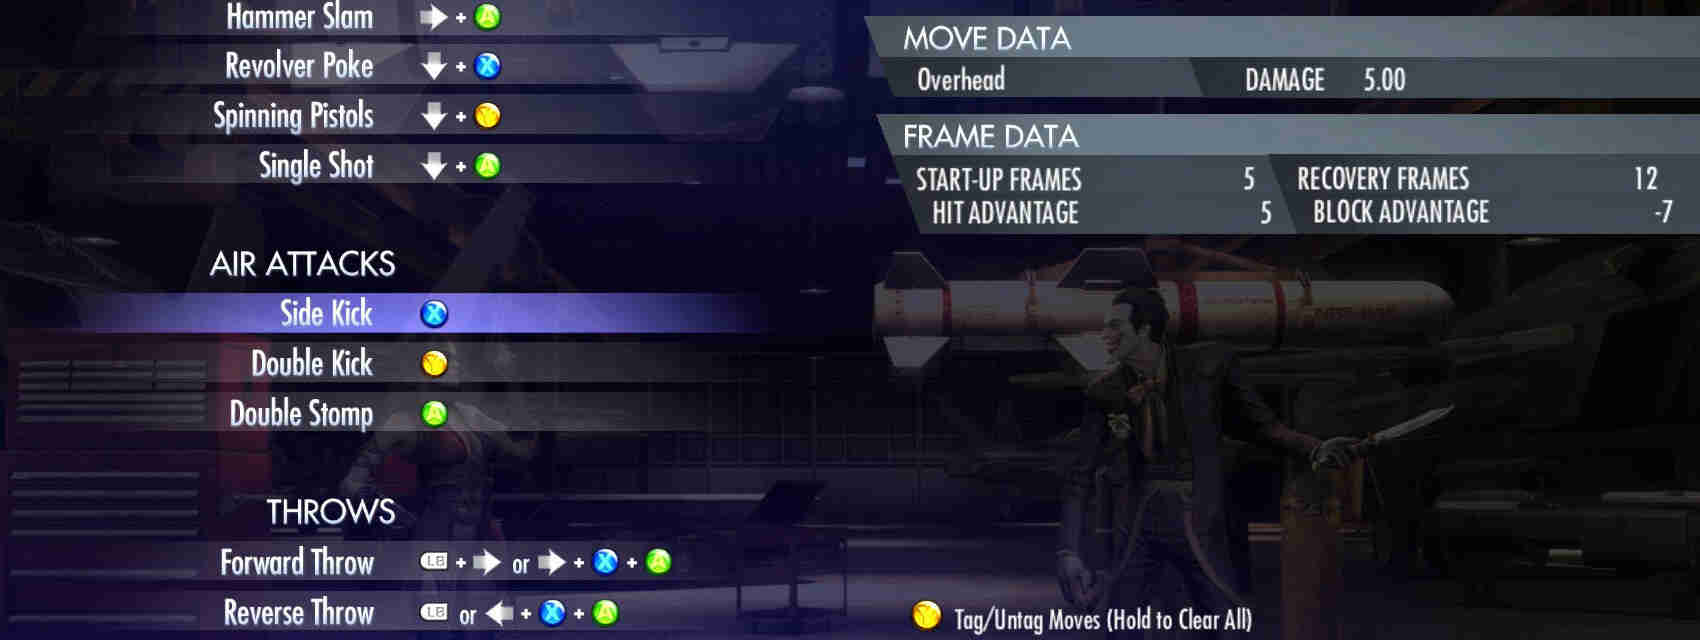 Hammer Slam + A
Revolver Poke + X
Spinning Pistols + Y
Single Shot + A
AIR ATTACKS
Side Kick X
Double Kick Y
Double Stomp A
THROWS
Forward Throw LB + or + X + A
Reverse Throw LB or + X + A
MOVE DATA
Overhead DAMAGE 5.00
FRAME DATA
START-UP FRAMES 5 RECOVERY FRAMES 12
HIT ADVANTAGE 5 BLOCK ADVANTAGE -7
Y Tag/Untag Moves (Hold to Clear All)